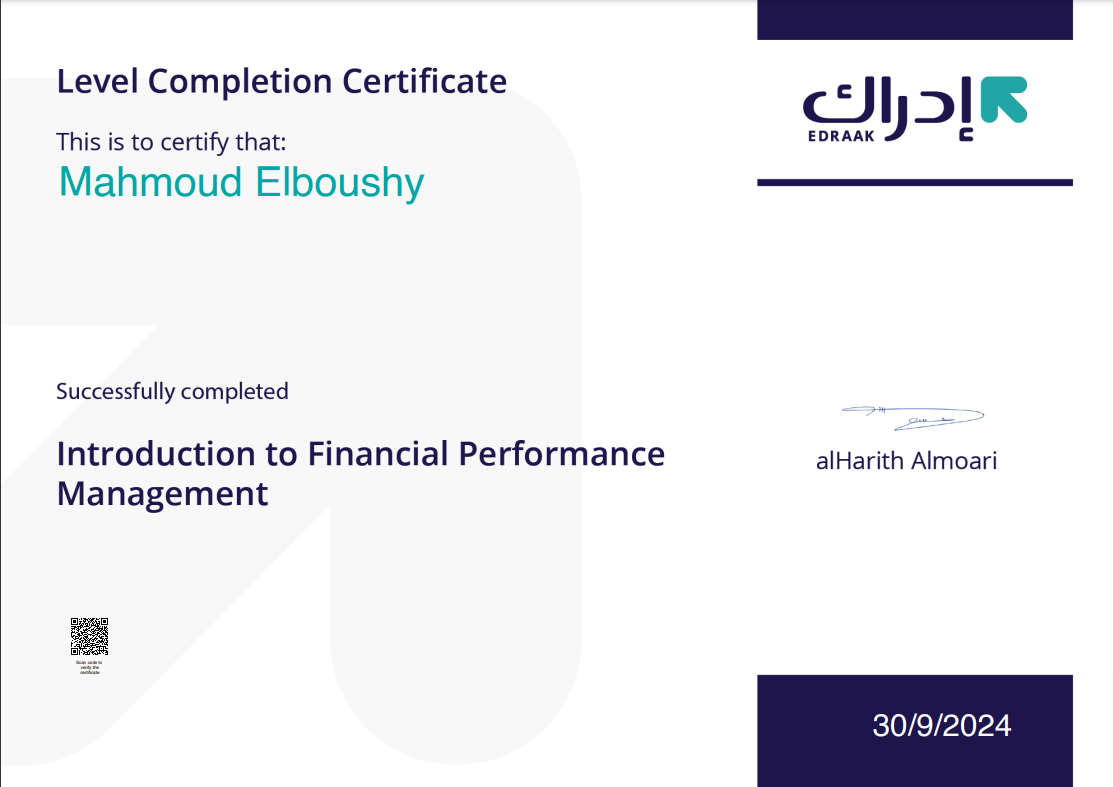 Level Completion Certificate
This is to certify that:
Mahmoud Elboushy
Successfully completed
Introduction to Financial Performance
Management
Scan code to
verify the
certificate
إدراك
EDRAAK
alHarith Almoari
30/9/2024